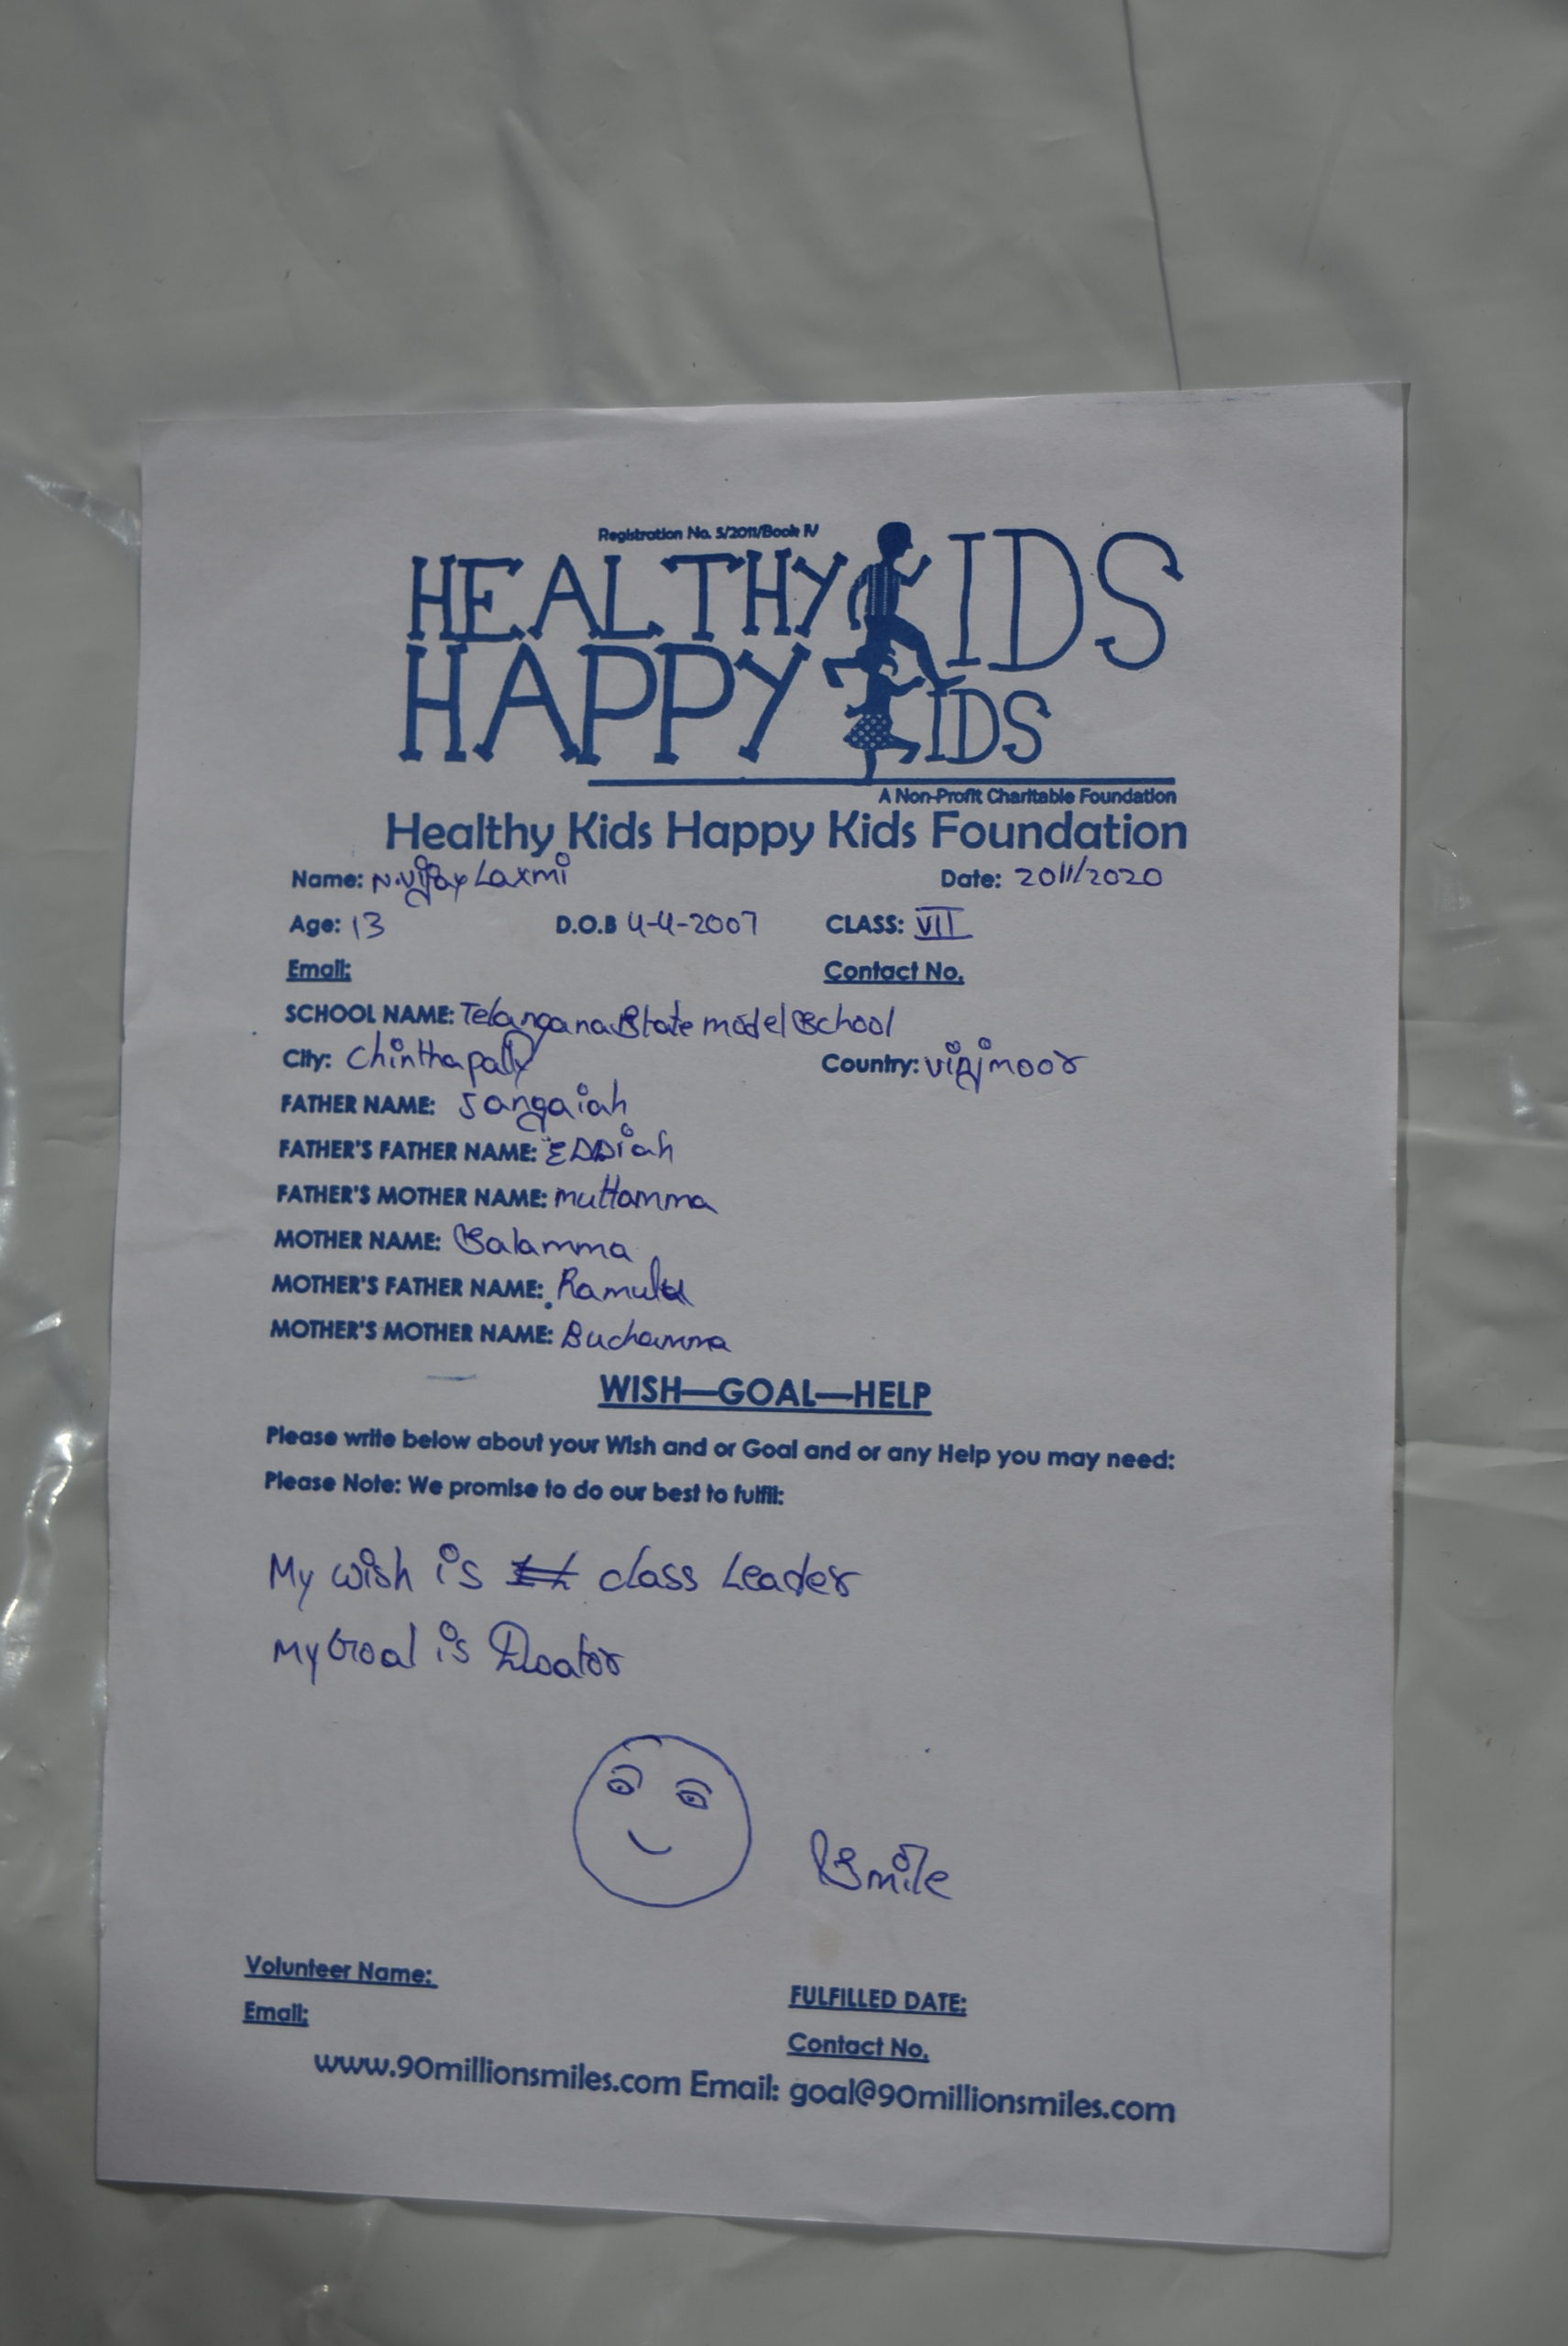 Registration No. 5/2011/Book IV
HEALTHY KIDS
HAPPY KIDS
A Non-Profit Charitable Foundation
Healthy Kids Happy Kids Foundation
Name: N.Vijay Laxmi Date: 2011/2020
Age: 13 D.O.B 4-4-2007 CLASS: VII
Email: Contact No.
SCHOOL NAME: Telangana State model School
City: Chinthapally Country:
FATHER NAME: Jangaiah
FATHER'S FATHER NAME: EDDiah
FATHER'S MOTHER NAME: muttamma
MOTHER NAME: Balamma
MOTHER'S FATHER NAME: Ramulu
MOTHER'S MOTHER NAME: Buchamma
WISH—GOAL—HELP
Please write below about your Wish and or Goal and or any Help you may need:
Please Note: We promise to do our best to fulfil:
My wish is class Leader
My Goal is Doator
Smile
Volunteer Name: FULFILLED DATE:
Email: Contact No.
www.90millionsmiles.com Email: goal@90millionsmiles.com